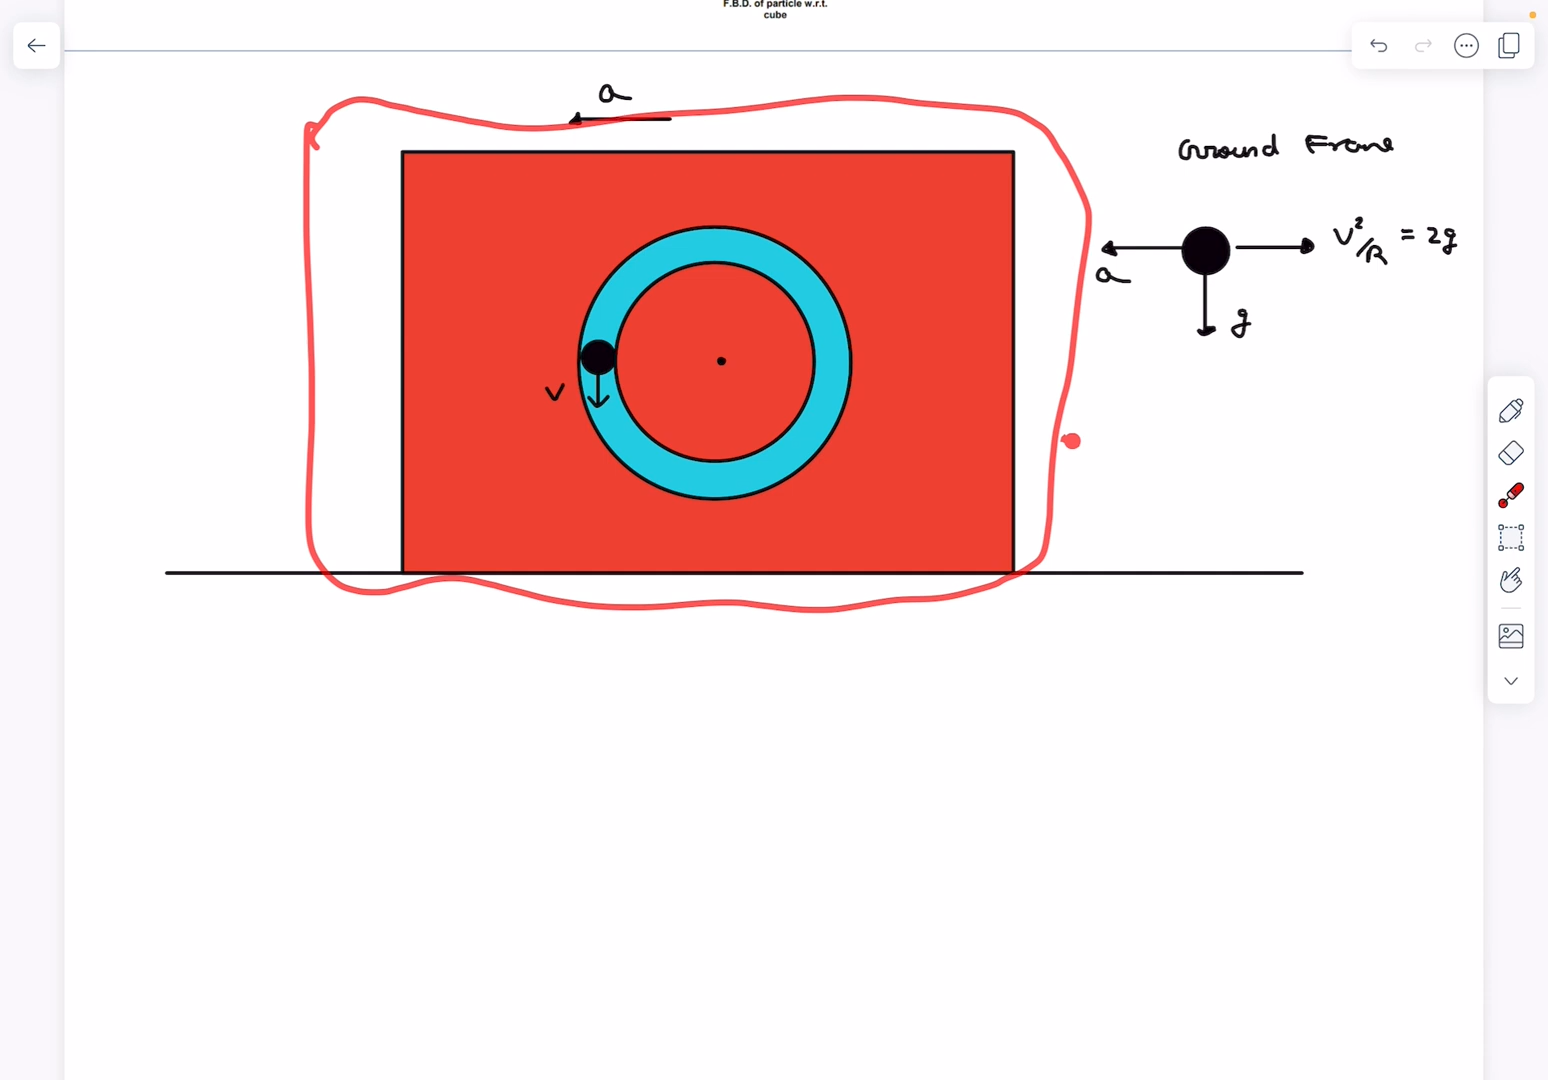 F.B.D. of particle w.r.t.
cube
a
Ground Frame
V²/R = 2g
a
g
v